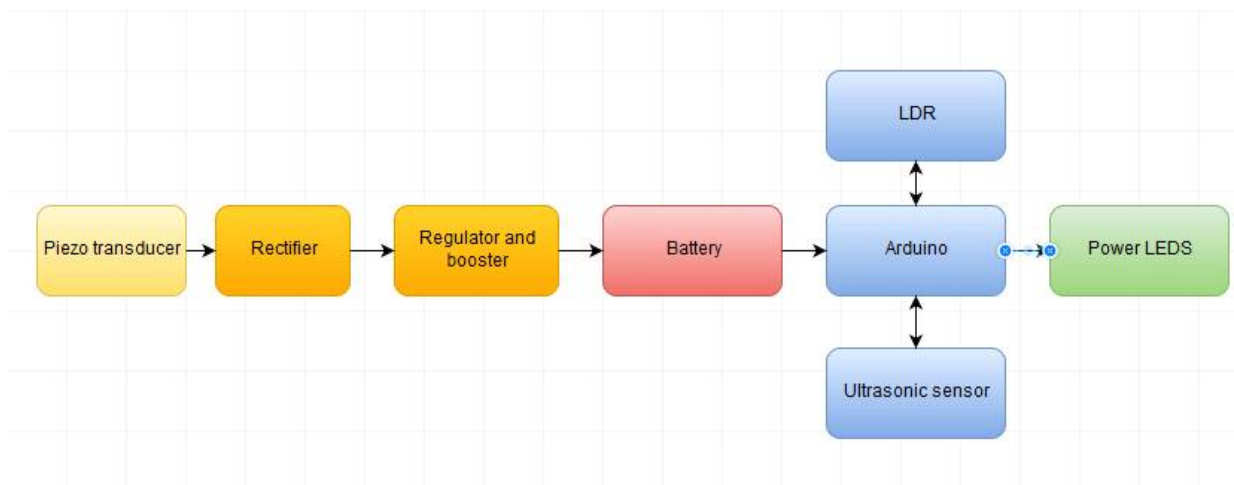 LDR
Piezo transducer
Rectifier
Regulator and
booster
Battery
Arduino
Power LEDS
Ultrasonic sensor